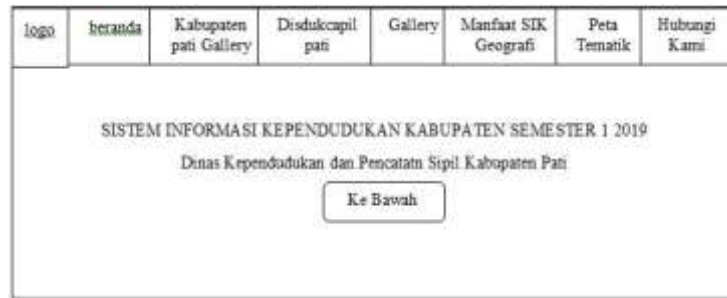 logo
beranda
Kabupaten
pati Gallery
Disdukcapil
pati
Gallery
Manfaat SIK
Geografi
Peta
Tematik
Hubungi
Kami
SISTEM INFORMASI KEPENDUDUKAN KABUPATEN SEMESTER 1 2019
Dinas Kependudukan dan Pencatatn Sipil Kabupaten Pati
Ke Bawah